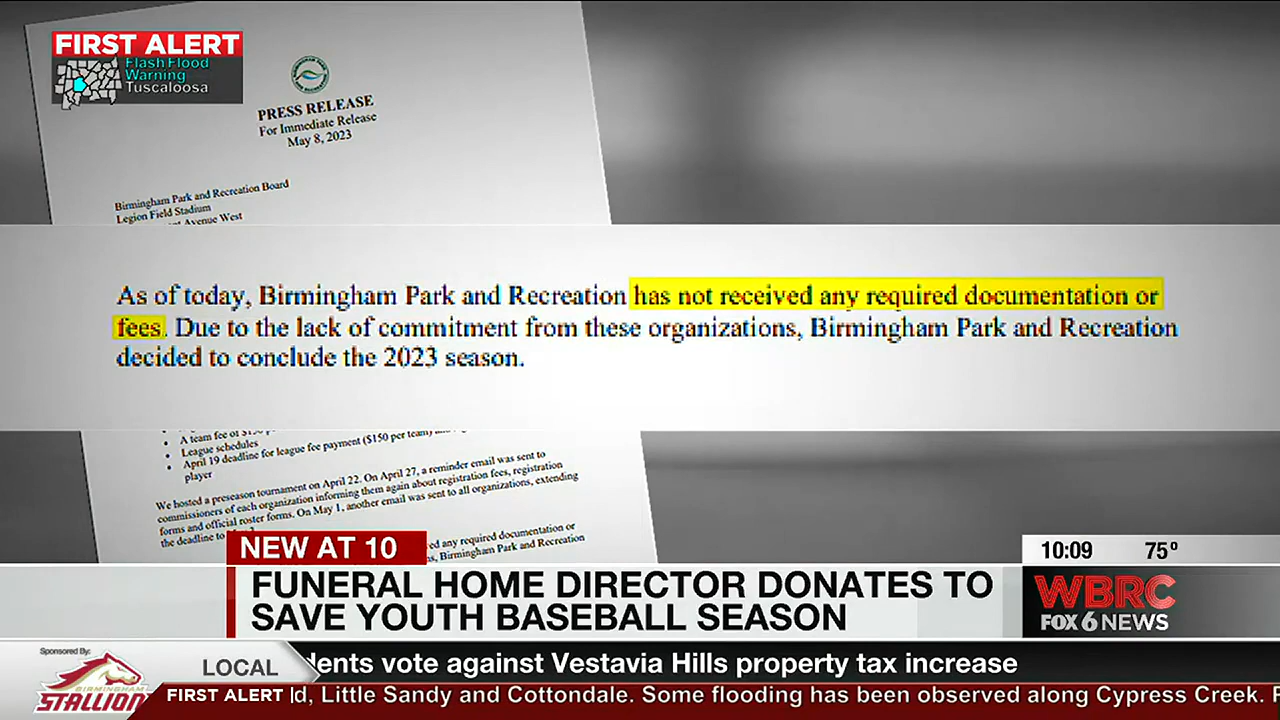 FIRST ALERT
Flash Flood
Warning
Tuscaloosa
PRESS RELEASE
For Immediate Release
May 8, 2023
Birmingham Park and Recreation Board
Legion Field Stadium
Avenue West
As of today, Birmingham Park and Recreation has not received any required documentation or
fees. Due to the lack of commitment from these organizations, Birmingham Park and Recreation
decided to conclude the 2023 season.
• A team fee of
• League schedules
• April 19 deadline for league fee payment ($150 per team)
player
We hosted a preseason tournament on April 22. On April 27, a reminder email was sent to
commissioners of each organization informing them again about registration fees, registration
forms and official roster forms. On May 1, another email was sent to all organizations, extending
the deadline to
ed any required documentation or
s, Birmingham Park and Recreation
NEW AT 10
FUNERAL HOME DIRECTOR DONATES TO
SAVE YOUTH BASEBALL SEASON
10:09 75°
WBRC
FOX 6 NEWS
Sponsored By:
BIRMINGHAM
STALLIONS
LOCAL
dents vote against Vestavia Hills property tax increase
FIRST ALERT ld, Little Sandy and Cottondale. Some flooding has been observed along Cypress Creek. F